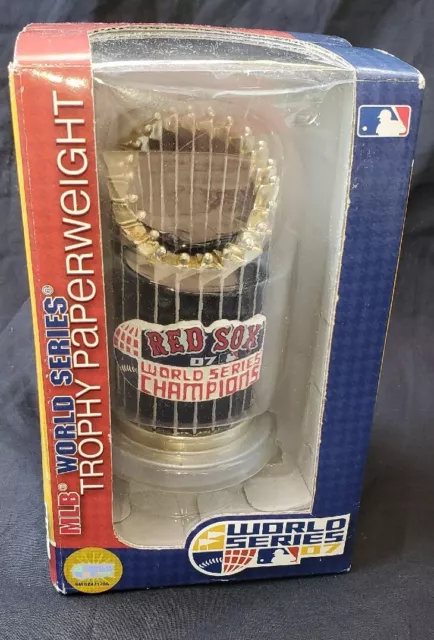 MLB® WORLD SERIES®
TROPHY PAPERWEIGHT
RED SOX
07
WORLD SERIES
CHAMPIONS
WORLD
SERIES
07